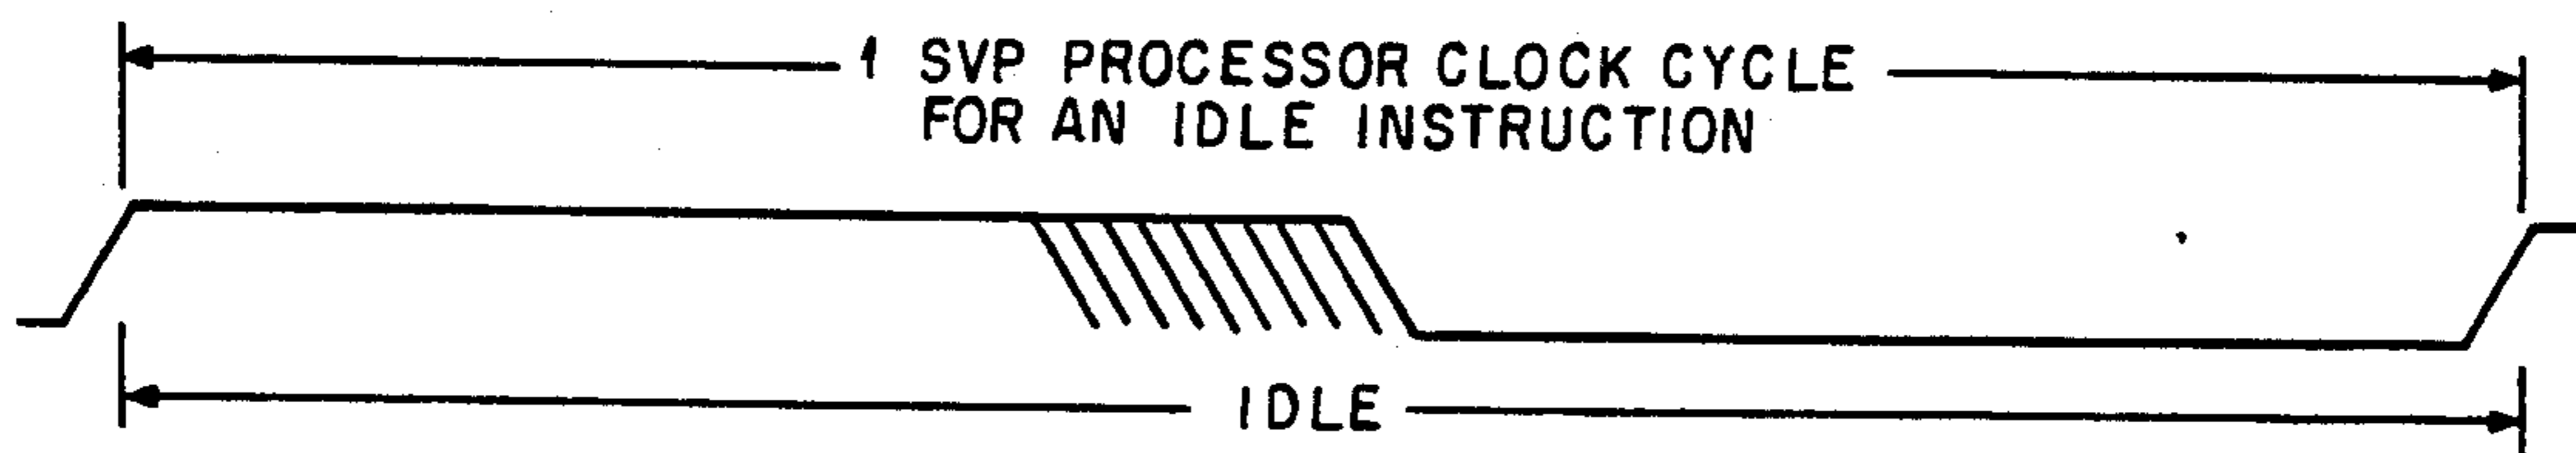 1 SVP PROCESSOR CLOCK CYCLE
FOR AN IDLE INSTRUCTION
IDLE